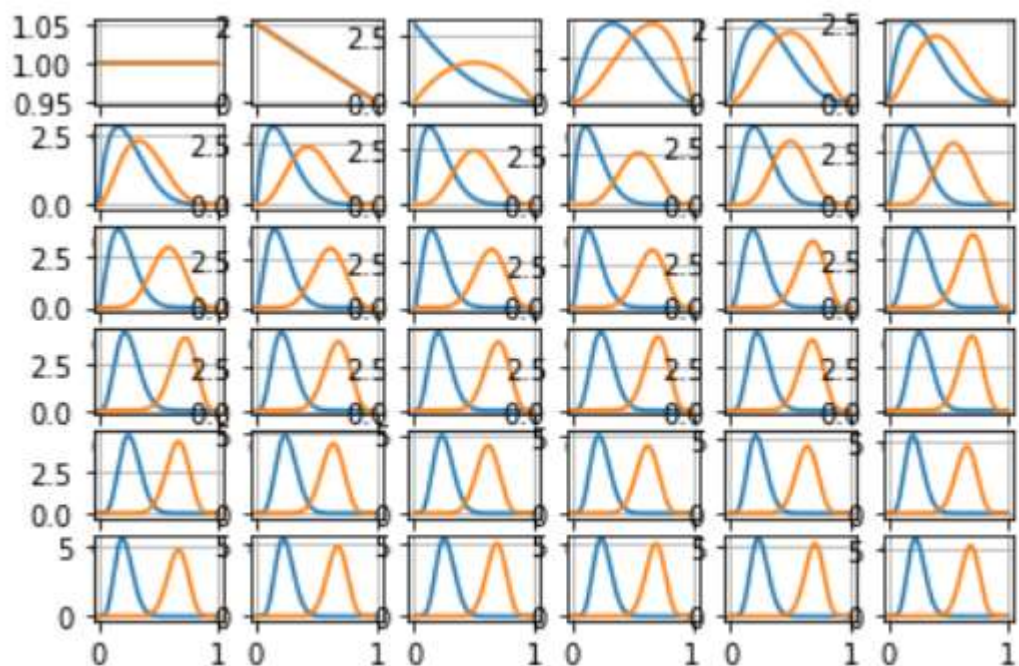 1.05 2 2.5 2 2.5
1.00 1
0.95 0 0.0 0 0 0.0
2.5 2.5 2.5 2.5 2.5 2.5
0.0 0.0 0.0 0.0 0.0 0.0
2.5 2.5 2.5 2.5 2.5 2.5
0.0 0.0 0.0 0.0 0.0 0.0
2.5 2.5 2.5 2.5 2.5 2.5
0.0 0.0 0.0 0.0 0.0 0.0
5 5 5 5 5
2.5
0.0 0 0 0 0 0
5 5 5 5 5 5
0 0 0 0 0 0
0 1 0 1 0 1 0 1 0 1 0 1